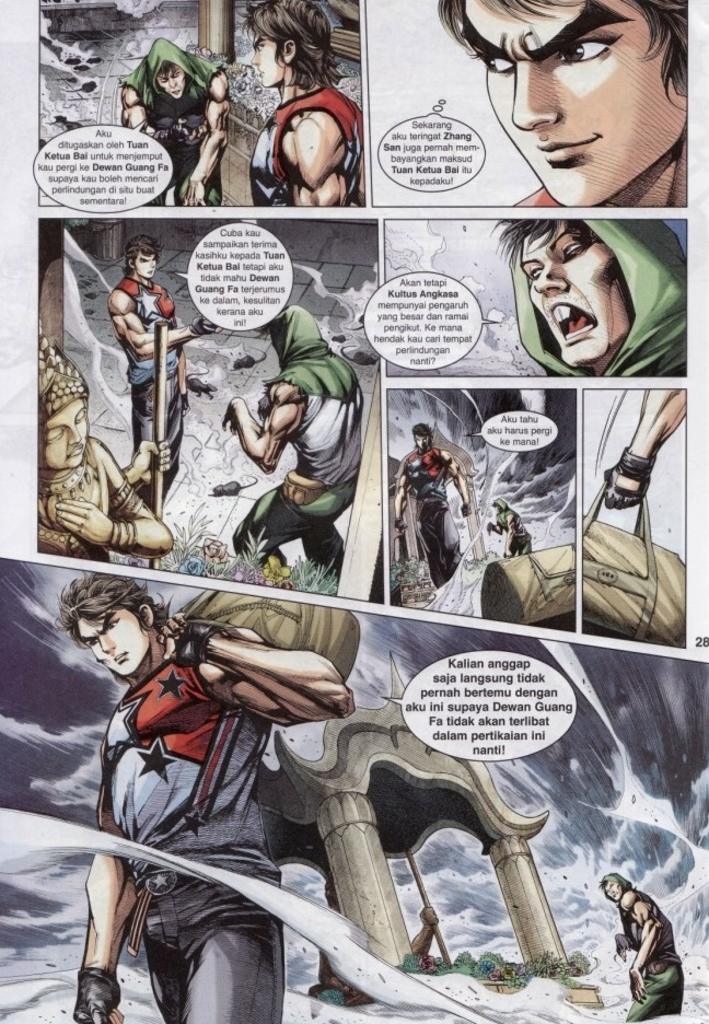 Aku
ditugaskan oleh Tuan
Ketua Bai untuk menjemput
kau pergi ke Dewan Guang Fa
supaya kau boleh mencari
perlindungan di situ buat
sementara!
Sekarang
aku teringat Zhang
San juga pernah mem-
bayangkan maksud
Tuan Ketua Bai itu
kepadaku!
Cuba kau
sampaikan terima
kasihku kepada Tuan
Ketua Bai tetapi aku
tidak mahu Dewan
Guang Fa terjerumus
ke dalam, kesulitan
kerana aku
ini!
Akan tetapi
Kultus Angkasa
mempunyai pengaruh
yang besar dan ramai
pengikut. Ke mana
hendak kau cari tempat
perlindungan
nanti?
Aku tahu
aku harus pergi
ke mana!
28
Kalian anggap
saja langsung tidak
pernah bertemu dengan
aku ini supaya Dewan Guang
Fa tidak akan terlibat
dalam pertikaian ini
nanti!